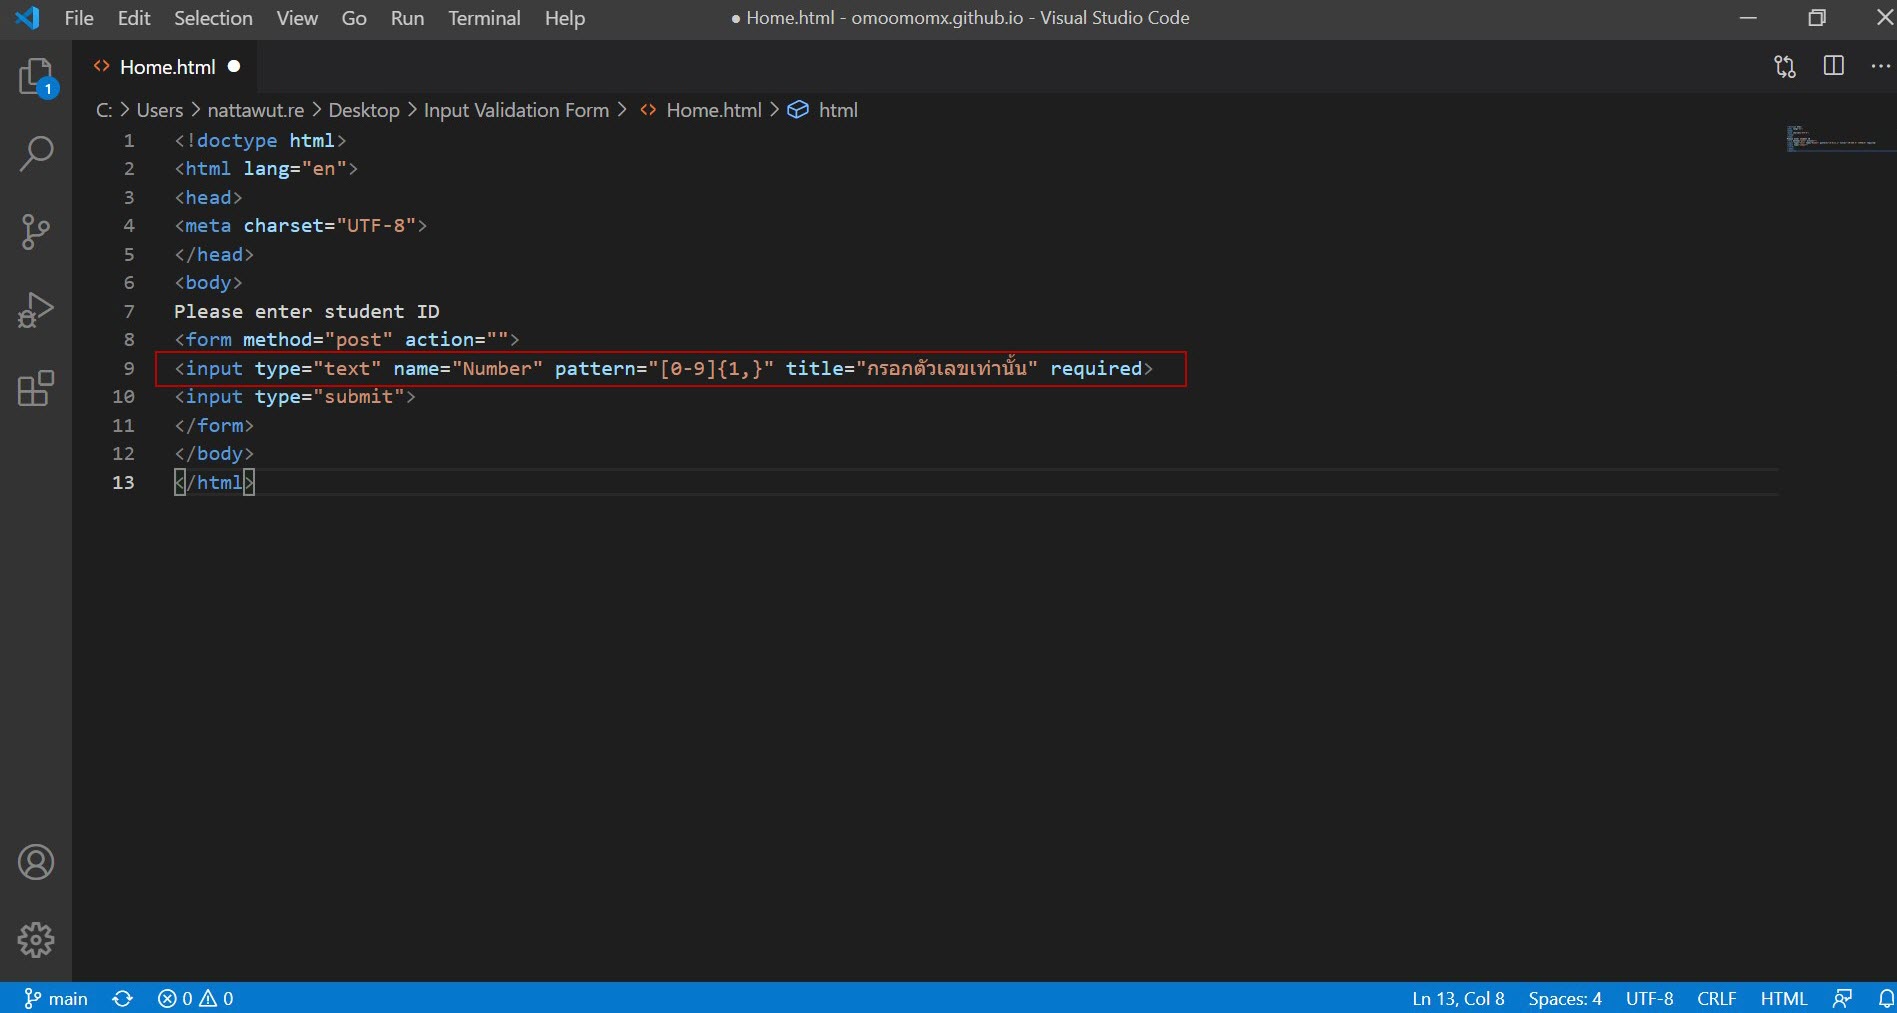 File Edit Selection View Go Run Terminal Help ● Home.html - omoomomx.github.io - Visual Studio Code
Home.html
1
C: > Users > nattawut.re > Desktop > Input Validation Form > Home.html > html
1 <!doctype html>
2 <html lang="en">
3 <head>
4 <meta charset="UTF-8">
5 </head>
6 <body>
7 Please enter student ID
8 <form method="post" action="">
9 <input type="text" name="Number" pattern="[0-9]{1,}" title="กรอกตัวเลขเท่านั้น" required>
10 <input type="submit">
11 </form>
12 </body>
13 </html>
main 0 0 Ln 13, Col 8 Spaces: 4 UTF-8 CRLF HTML